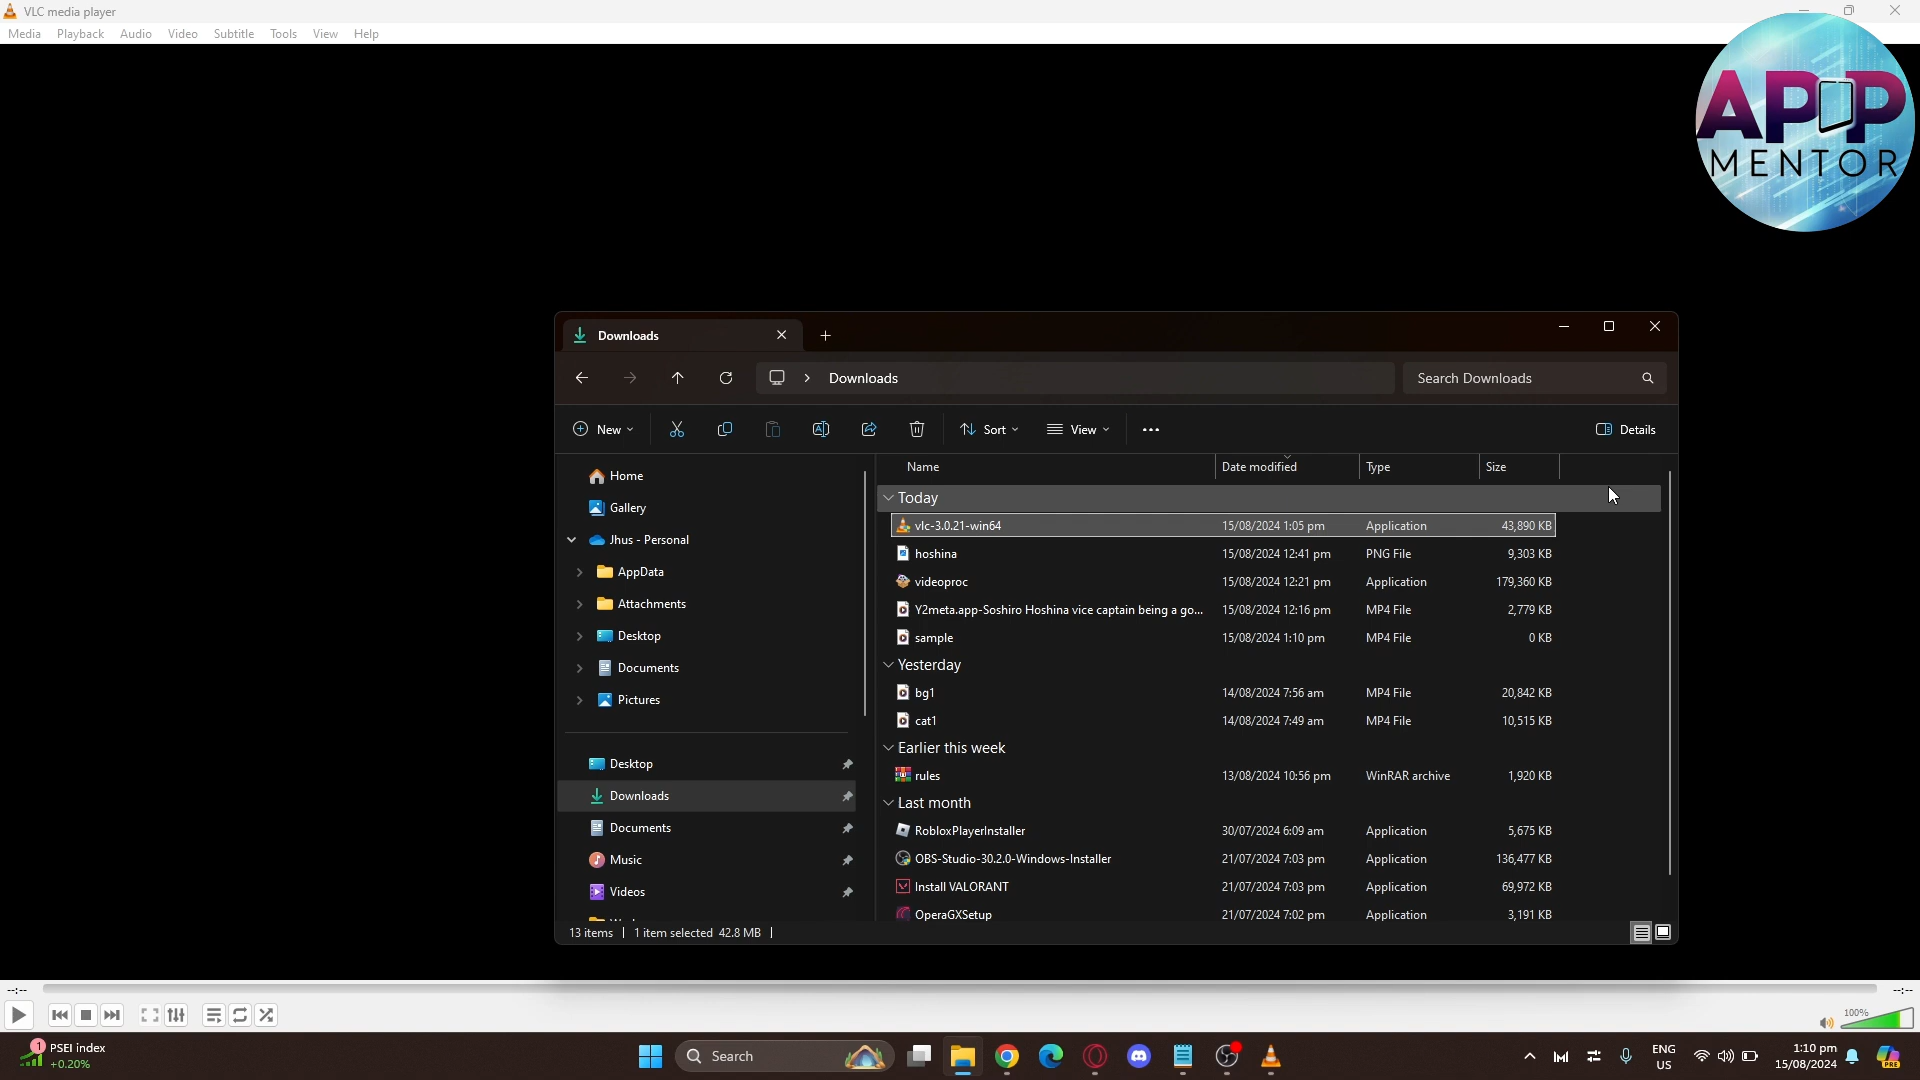 VLC media player
Media Playback Audio Video Subtitle Tools View Help
APP
MENTOR
Downloads
Downloads
Search Downloads
New Sort View Details
Name Date modified Type Size
Home
Gallery
Jhus - Personal
AppData
Attachments
Desktop
Documents
Pictures
Desktop
Downloads
Documents
Music
Videos
Today
vlc-3.0.21-win64 15/08/2024 1:05 pm Application 43,890 KB
hoshina 15/08/2024 12:41 pm PNG File 9,303 KB
videoproc 15/08/2024 12:21 pm Application 179,360 KB
Y2meta.app-Soshiro Hoshina vice captain being a go... 15/08/2024 12:16 pm MP4 File 2,779 KB
sample 15/08/2024 1:10 pm MP4 File 0 KB
Yesterday
bg1 14/08/2024 7:56 am MP4 File 20,842 KB
cat1 14/08/2024 7:49 am MP4 File 10,515 KB
Earlier this week
rules 13/08/2024 10:56 pm WinRAR archive 1,920 KB
Last month
RobloxPlayerInstaller 30/07/2024 6:09 am Application 5,675 KB
OBS-Studio-30.2.0-Windows-Installer 21/07/2024 7:03 pm Application 136,477 KB
Install VALORANT 21/07/2024 7:03 pm Application 69,972 KB
OperaGXSetup 21/07/2024 7:02 pm Application 3,191 KB
13 items 1 item selected 42.8 MB
--:-- --:--
100%
1 PSEI index
+0.20%
Search
ENG
US
1:10 pm
15/08/2024
PRE